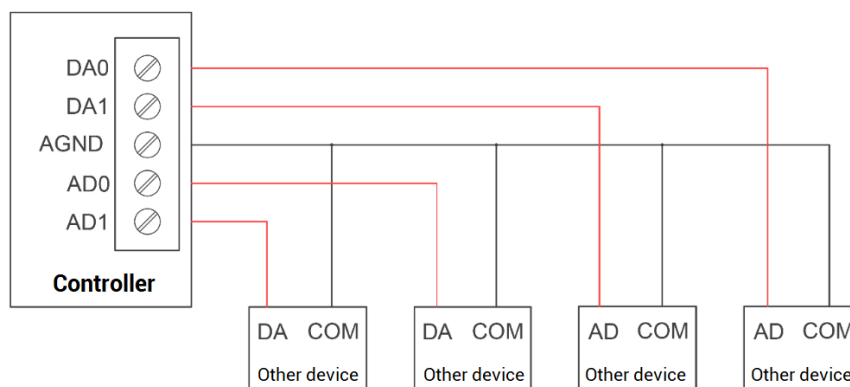 DA0
DA1
AGND
AD0
AD1
Controller
DA COM
Other device
DA COM
Other device
AD COM
Other device
AD COM
Other device